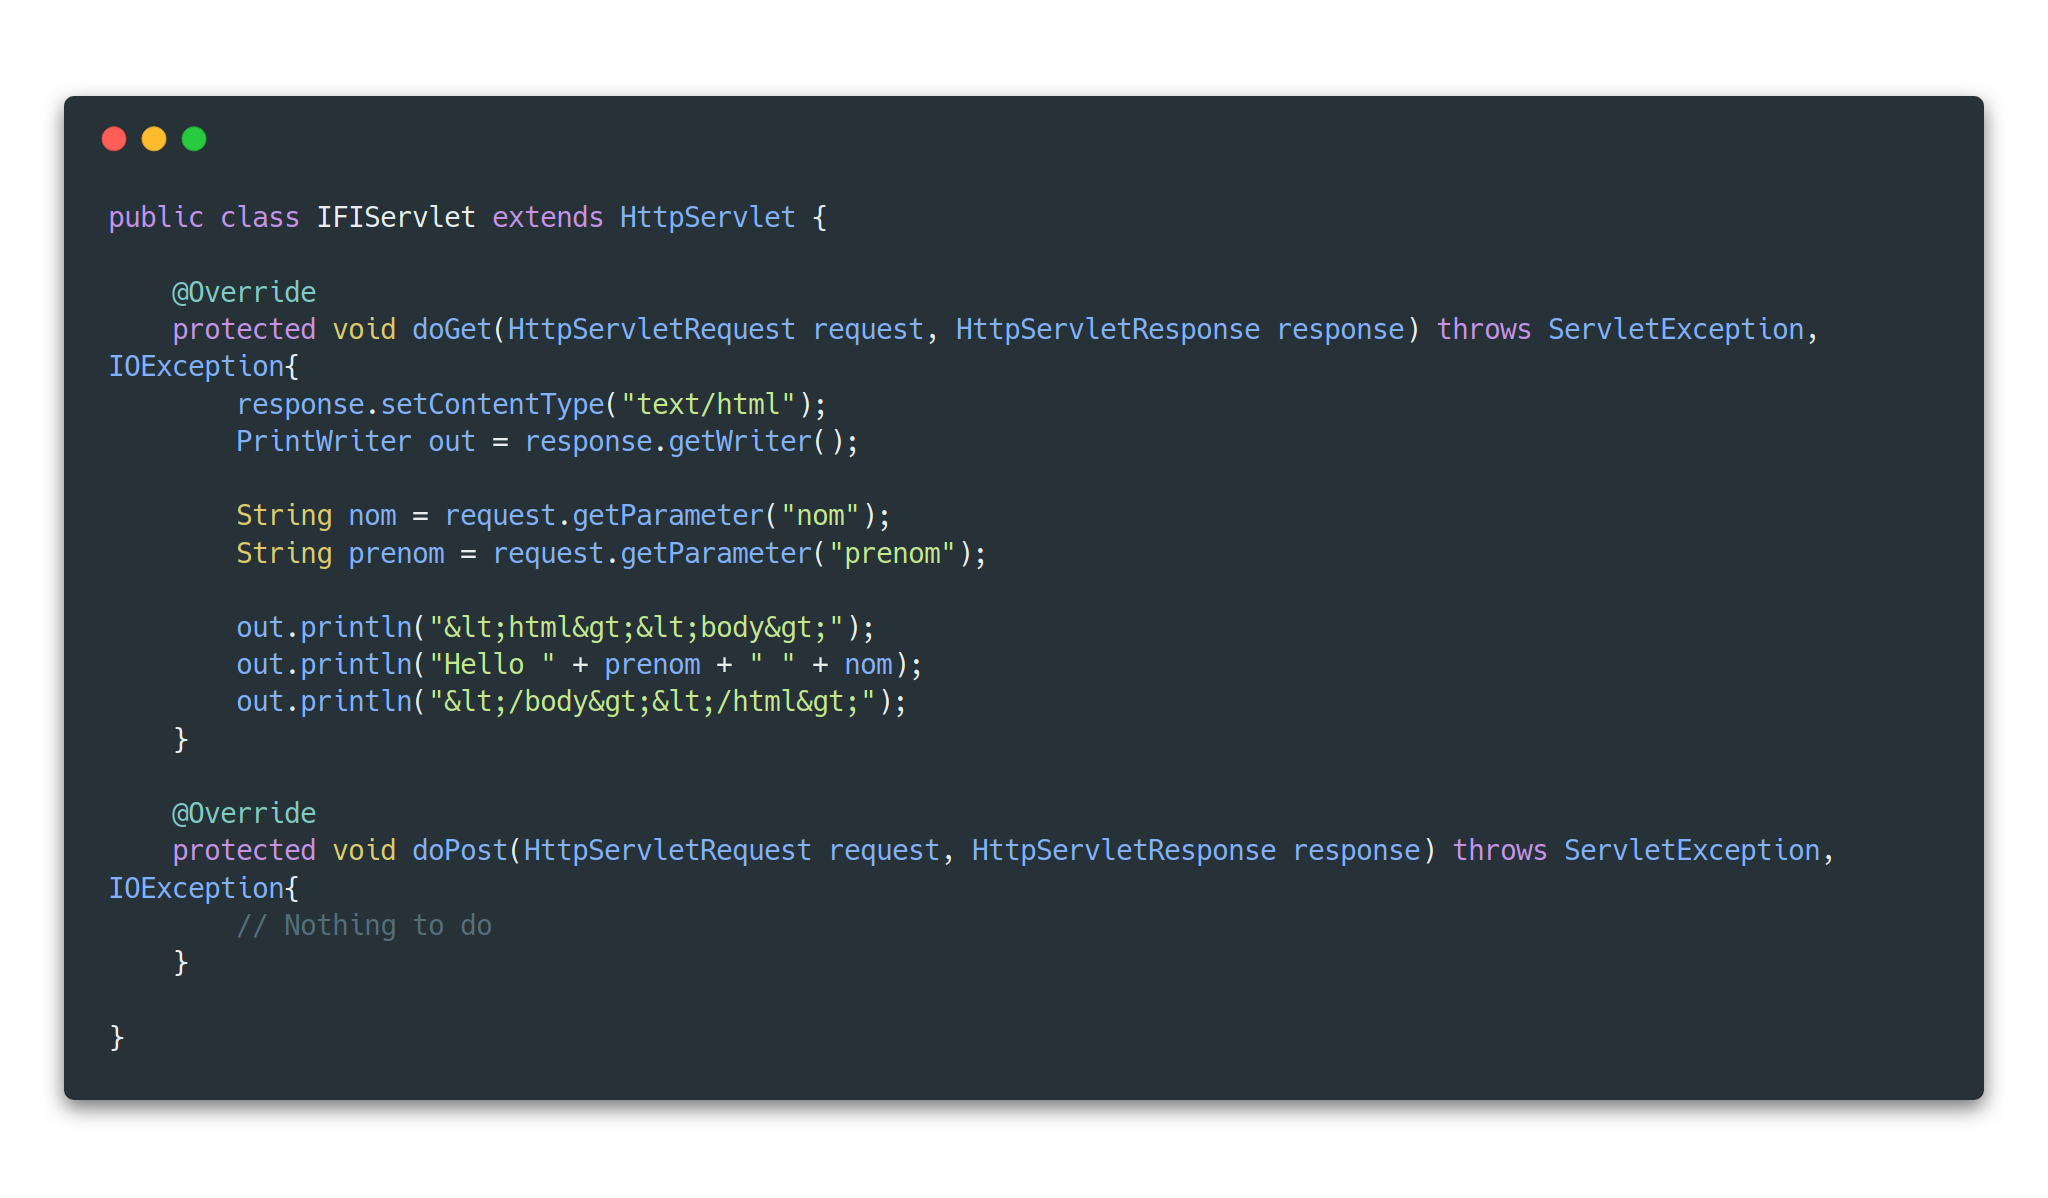 public class IFIServlet extends HttpServlet {
@Override
protected void doGet(HttpServletRequest request, HttpServletResponse response) throws ServletException,
IOException{
response.setContentType("text/html");
PrintWriter out = response.getWriter();
String nom = request.getParameter("nom");
String prenom = request.getParameter("prenom");
out.println("&lt;html&gt;&lt;body&gt;");
out.println("Hello " + prenom + " " + nom);
out.println("&lt;/body&gt;&lt;/html&gt;");
}
@Override
protected void doPost(HttpServletRequest request, HttpServletResponse response) throws ServletException,
IOException{
// Nothing to do
}
}